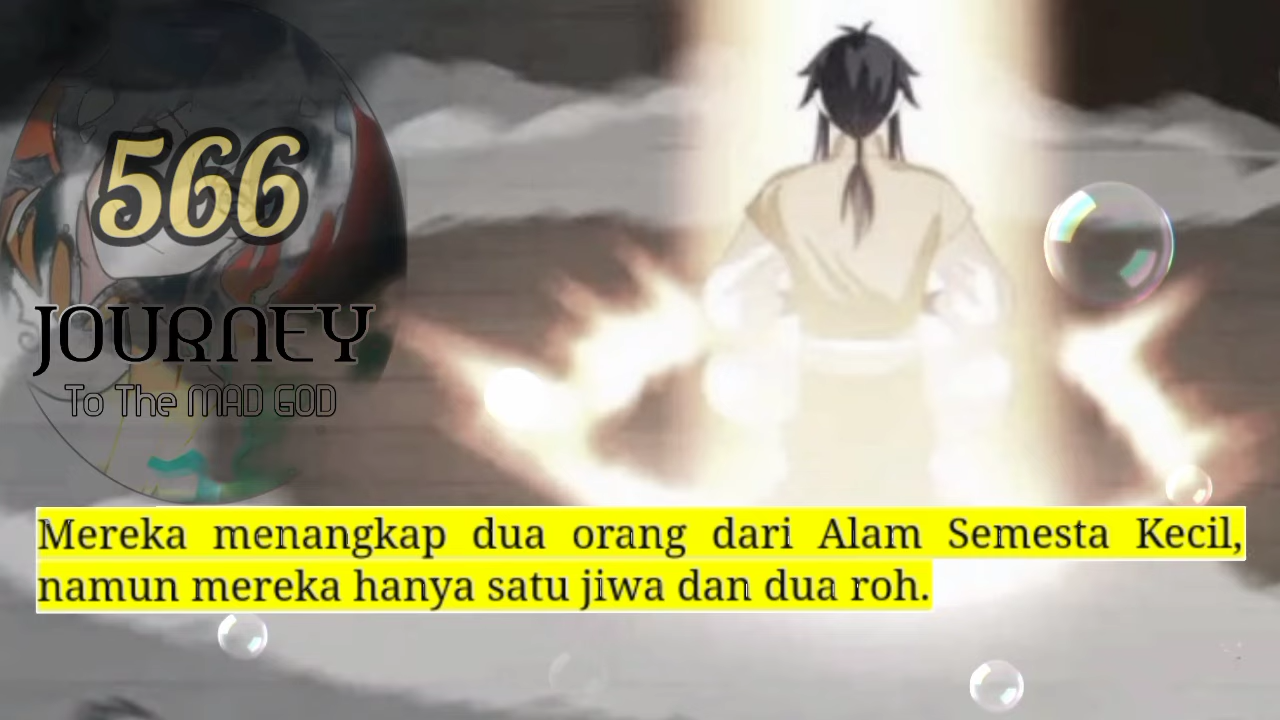 566
JOURNEY
To The MAD GOD
Mereka menangkap dua orang dari Alam Semesta Kecil,
namun mereka hanya satu jiwa dan dua roh.